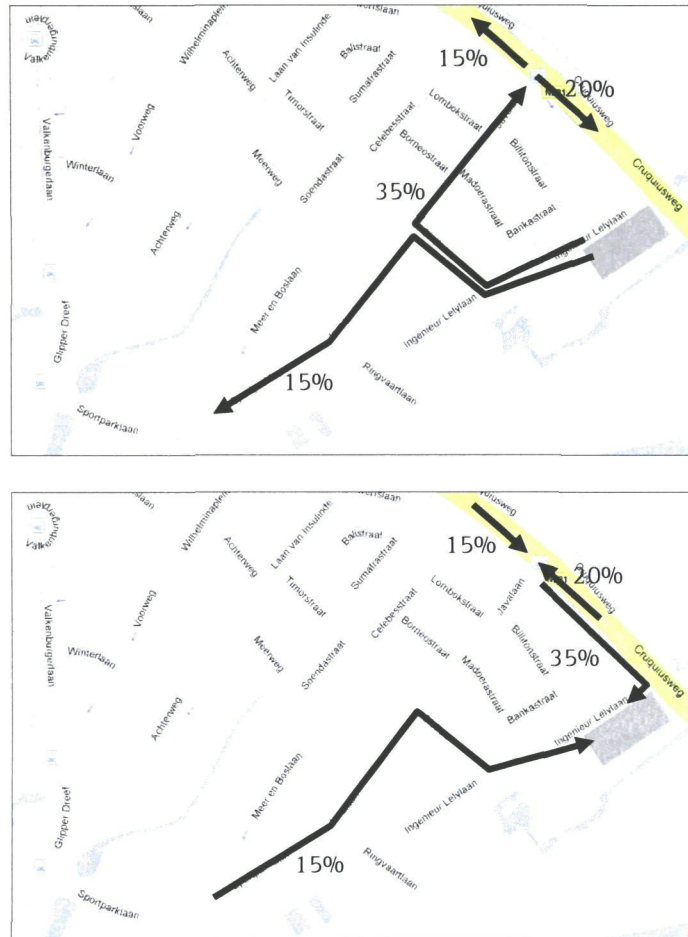 Wilhelminaplein
Laan van Insulinde
Balistraat
Achterweg
Sumatrastraat
Timorstraat
15%
20%
Cruquiusweg
Valkenburgerlaan
Voorweg
Lombokstraat
Celebesstraat
Borneostraat
Billitonstraat
Winterlaan
Meerweg
Soendastraat
35%
Madoerastraat
Cruquiusweg
Bankastraat
Achterweg
Ingenieur Lelylaan
Meer en Boslaan
Glipper Dreef
Ingenieur Lelylaan
15%
Ringvaartlaan
Sportparklaan
Wilhelminaplein
Laan van Insulinde
Balistraat
Achterweg
Sumatrastraat
Timorstraat
15%
20%
Valkenburgerlaan
Voorweg
Lombokstraat
Javalaan
Celebesstraat
Borneostraat
Billitonstraat
Winterlaan
Meerweg
Soendastraat
35%
Madoerastraat
Cruquiusweg
Bankastraat
Achterweg
Ingenieur Lelylaan
Meer en Boslaan
Glipper Dreef
Ingenieur Lelylaan
15%
Ringvaartlaan
Sportparklaan